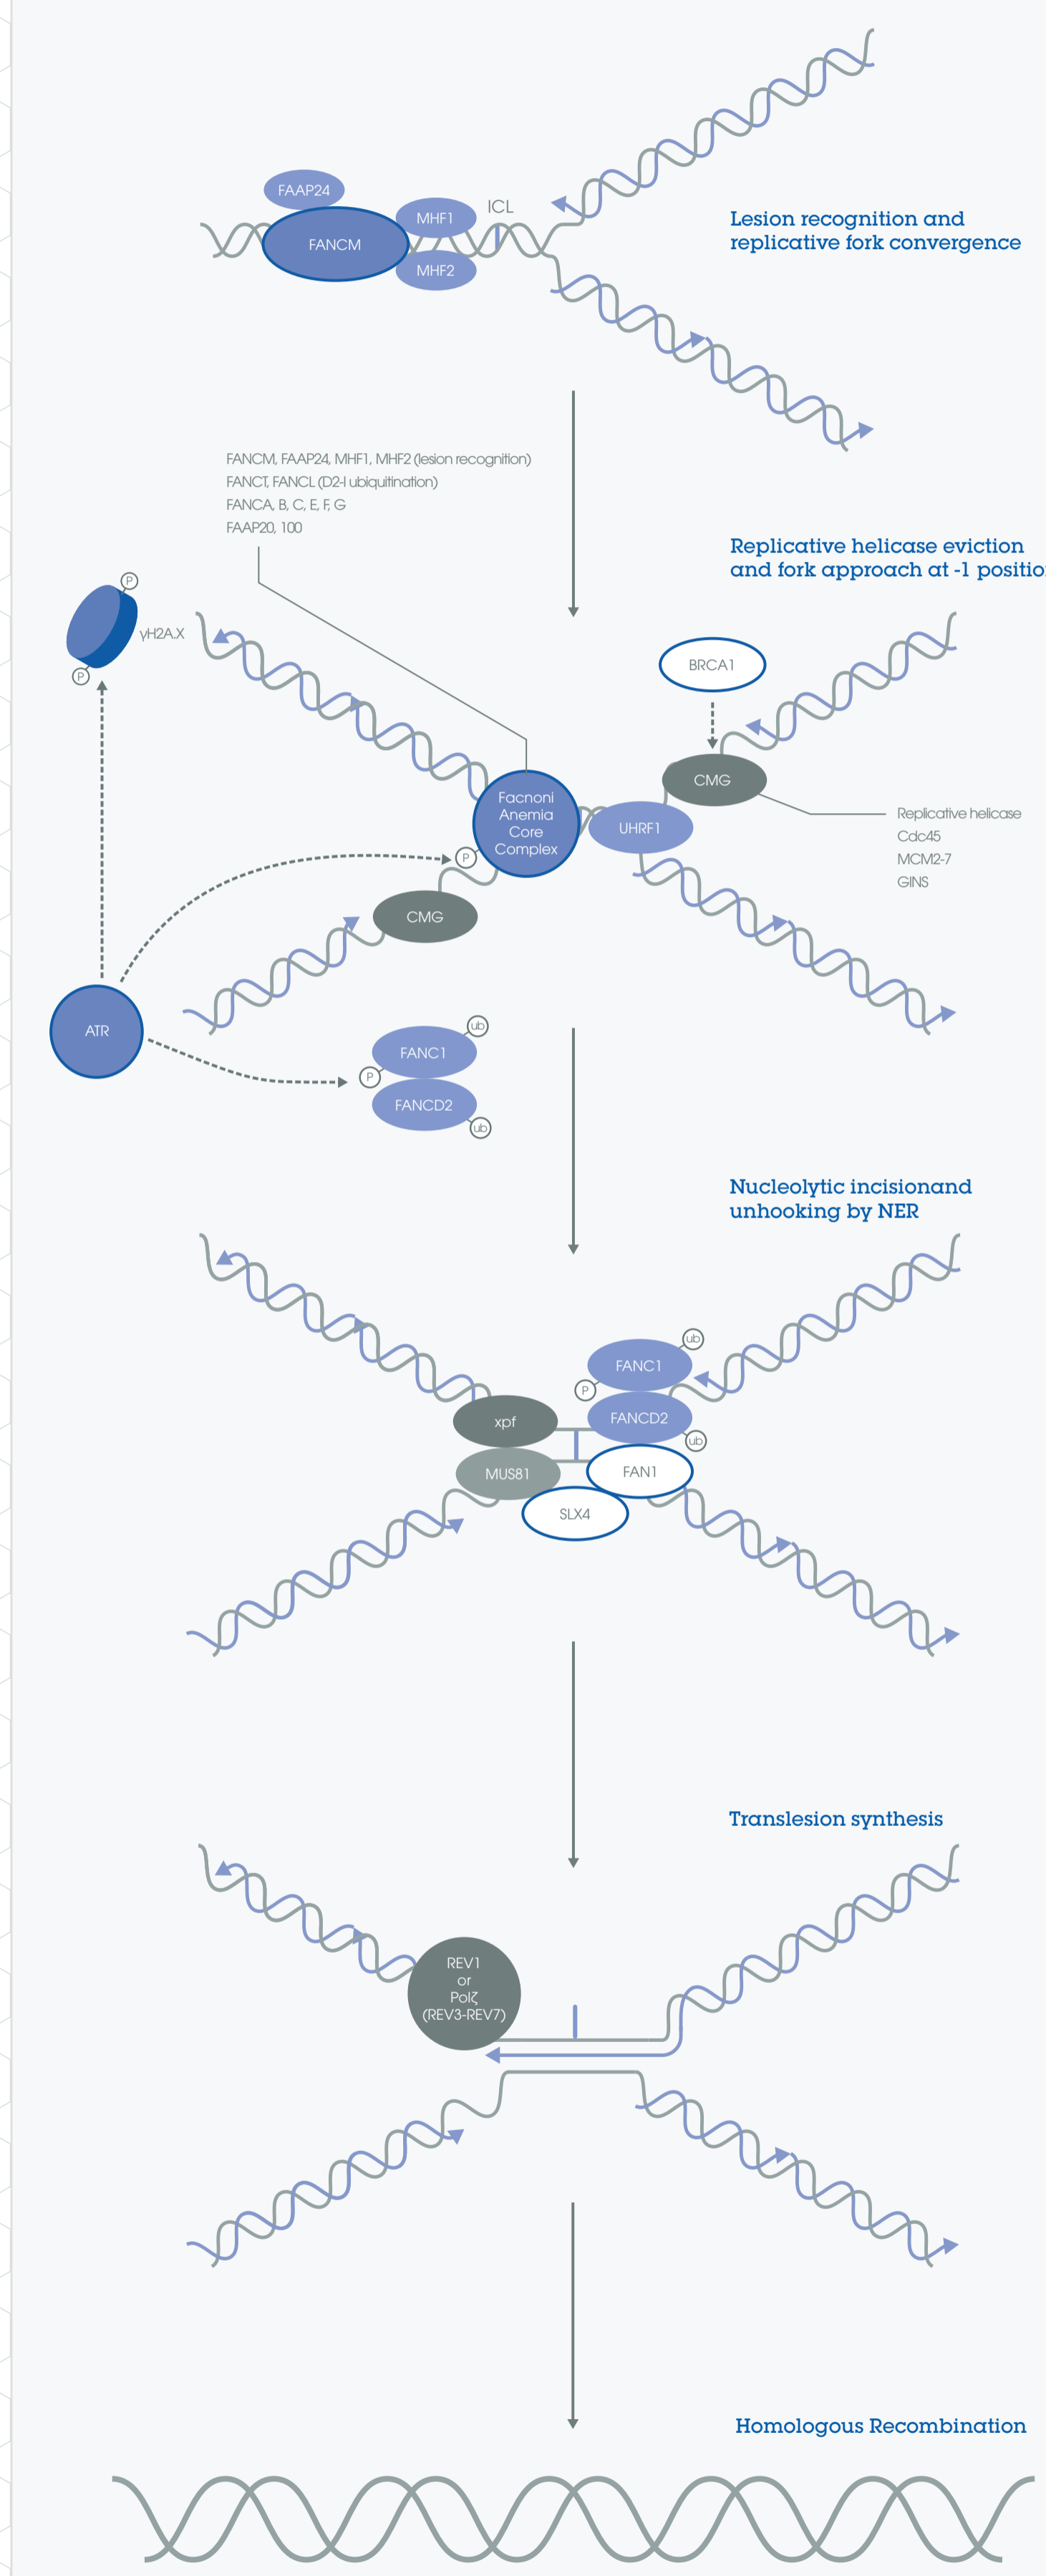 FAAP24
FANCM
MHF1
MHF2
ICL
Lesion recognition and
replicative fork convergence
FANCM, FAAP24, MHF1, MHF2 (lesion recognition)
FANCT, FANCL (D2-I ubiquitination)
FANCA, B, C, E, F, G
FAAP20, 100
Replicative helicase eviction
and fork approach at -1 positio
P
γH2A.X
P
BRCA1
CMG
Facnoni
Anemia
Core
Complex
UHRF1
P
Replicative helicase
Cdc45
MCM2-7
GINS
CMG
ATR
ub
FANC1
P
FANCD2
ub
Nucleolytic incisionand
unhooking by NER
ub
FANC1
P
FANCD2
ub
xpf
MUS81
FAN1
SLX4
Translesion synthesis
REV1
or
Polζ
(REV3-REV7)
Homologous Recombination